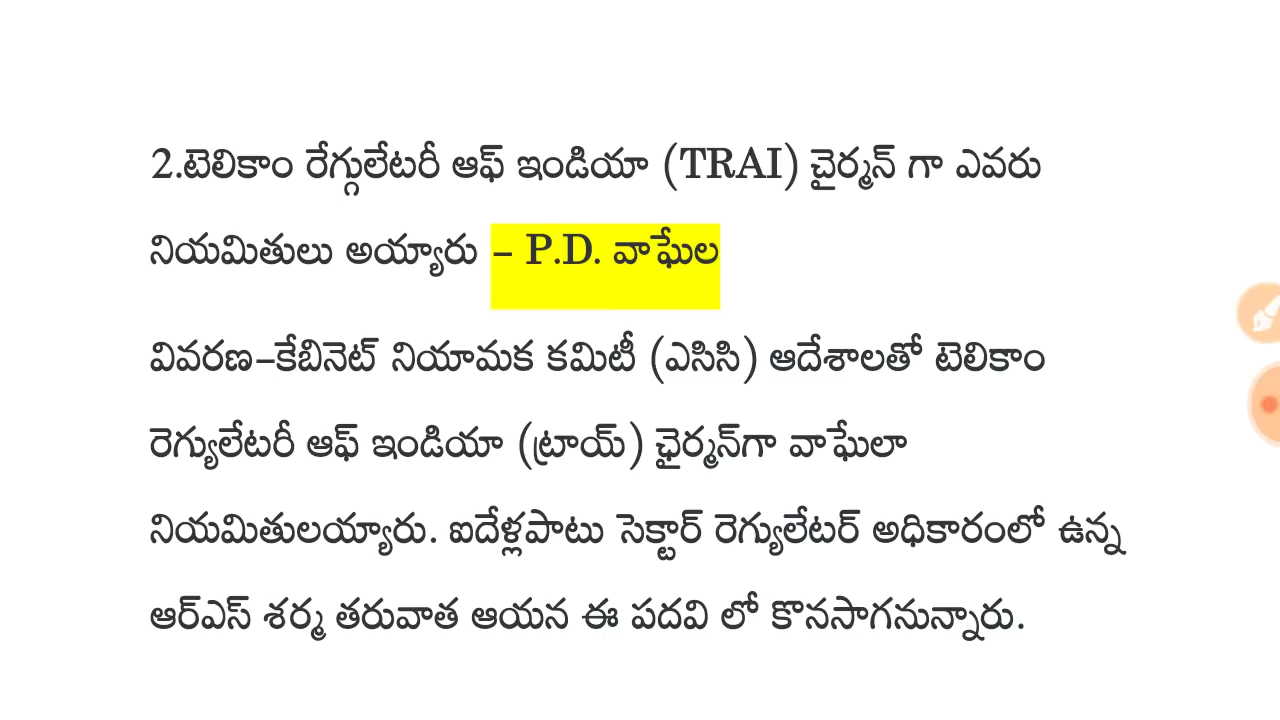 2.టెలికాం రేగ్గులేటరీ ఆఫ్ ఇండియా (TRAI) చైర్మన్ గా ఎవరు
నియమితులు అయ్యారు – P.D. వాఘేల
వివరణ–కేబినెట్ నియామక కమిటీ (ఎసిసి) ఆదేశాలతో టెలికాం
రెగ్యులేటరీ ఆఫ్ ఇండియా (ట్రాయ్) ఛైర్మన్‌గా వాఘేలా
నియమితులయ్యారు. ఐదేళ్లపాటు సెక్టార్ రెగ్యులేటర్ అధికారంలో ఉన్న
ఆర్ఎస్ శర్మ తరువాత ఆయన ఈ పదవి లో కొనసాగనున్నారు.